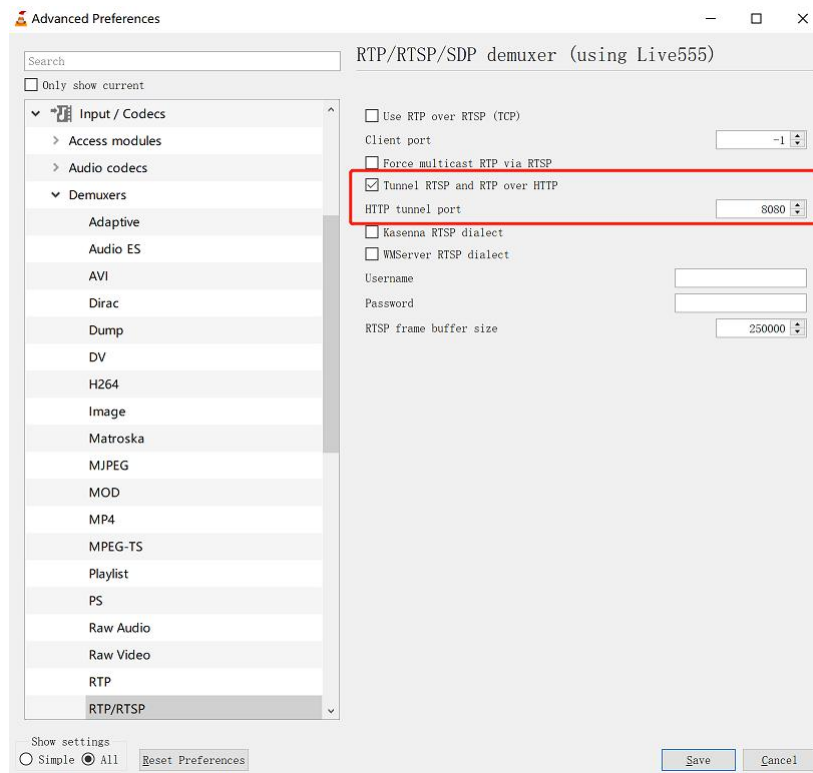 Advanced Preferences
Search
Only show current
Input / Codecs
Access modules
Audio codecs
Demuxers
Adaptive
Audio ES
AVI
Dirac
Dump
DV
H264
Image
Matroska
MJPEG
MOD
MP4
MPEG-TS
Playlist
PS
Raw Audio
Raw Video
RTP
RTP/RTSP
RTP/RTSP/SDP demuxer (using Live555)
Use RTP over RTSP (TCP)
Client port -1
Force multicast RTP via RTSP
Tunnel RTSP and RTP over HTTP
HTTP tunnel port 8080
Kasenna RTSP dialect
WMServer RTSP dialect
Username
Password
RTSP frame buffer size 250000
Show settings
Simple All Reset Preferences Save Cancel